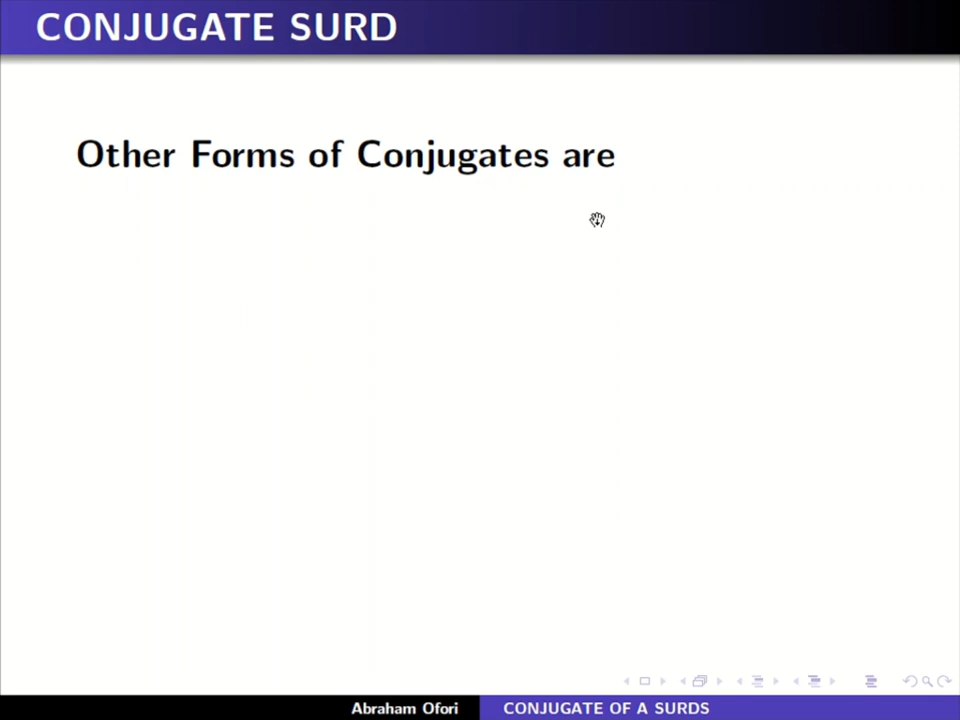 CONJUGATE SURD
Other Forms of Conjugates are
Abraham Ofori
CONJUGATE OF A SURDS